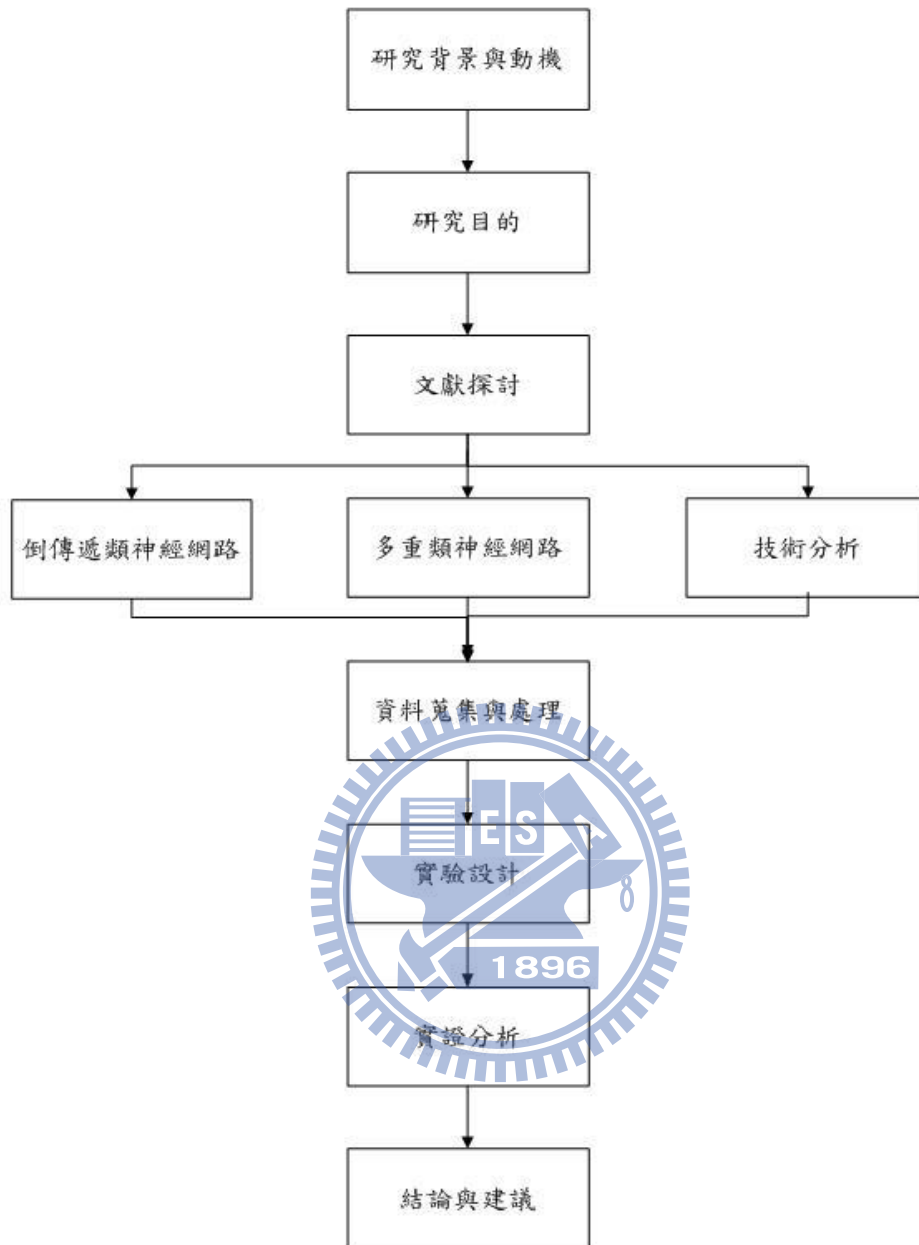 研究背景與動機
研究目的
文獻探討
倒傳遞類神經網路
多重類神經網路
技術分析
資料蒐集與處理
ES
實驗設計
1896
實證分析
結論與建議